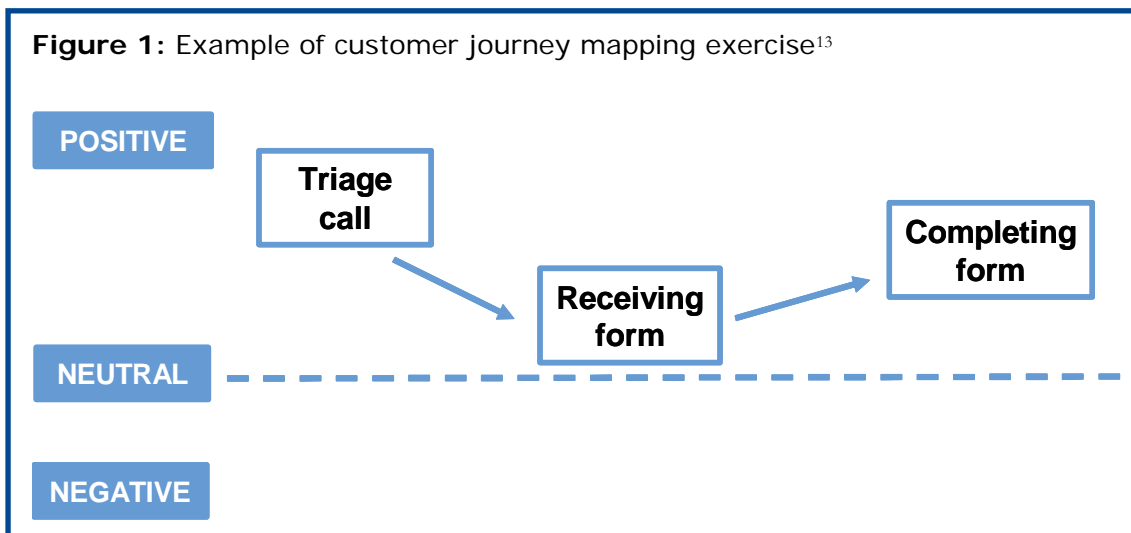 Figure 1: Example of customer journey mapping exercise¹³
POSITIVE
Triage
call
Completing
form
Receiving
form
NEUTRAL
NEGATIVE